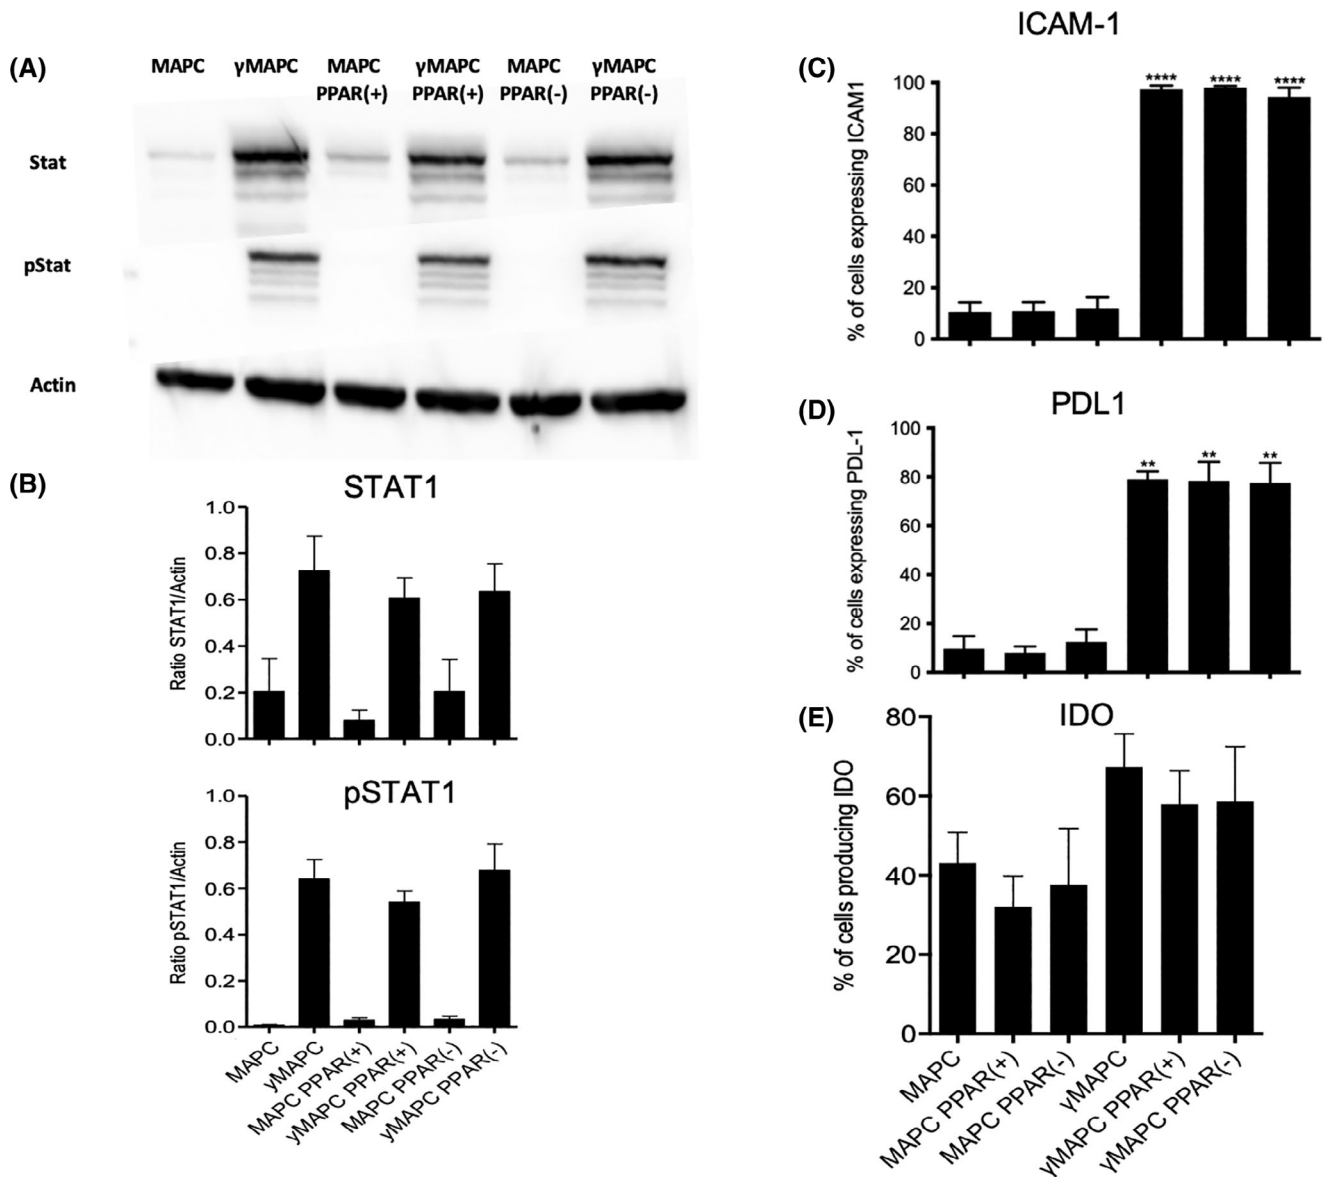 (A)
MAPC γMAPC MAPC γMAPC MAPC γMAPC
PPAR(+) PPAR(+) PPAR(-) PPAR(-)
Stat
pStat
Actin
(B)
STAT1
Ratio STAT1/Actin
1.0
0.8
0.6
0.4
0.2
0.0
pSTAT1
Ratio pSTAT1/Actin
1.0
0.8
0.6
0.4
0.2
0.0
MAPC
γMAPC
MAPC PPAR(+)
γMAPC PPAR(+)
MAPC PPAR(-)
γMAPC PPAR(-)
ICAM-1
(C)
% of cells expressing ICAM1
100
80
60
40
20
0
**** **** ****
PDL1
(D)
% of cells expressing PDL-1
100
80
60
40
20
0
** ** **
(E)
IDO
% of cells producing IDO
80
60
40
20
0
MAPC
MAPC PPAR(+)
MAPC PPAR(-)
γMAPC
γMAPC PPAR(+)
γMAPC PPAR(-)